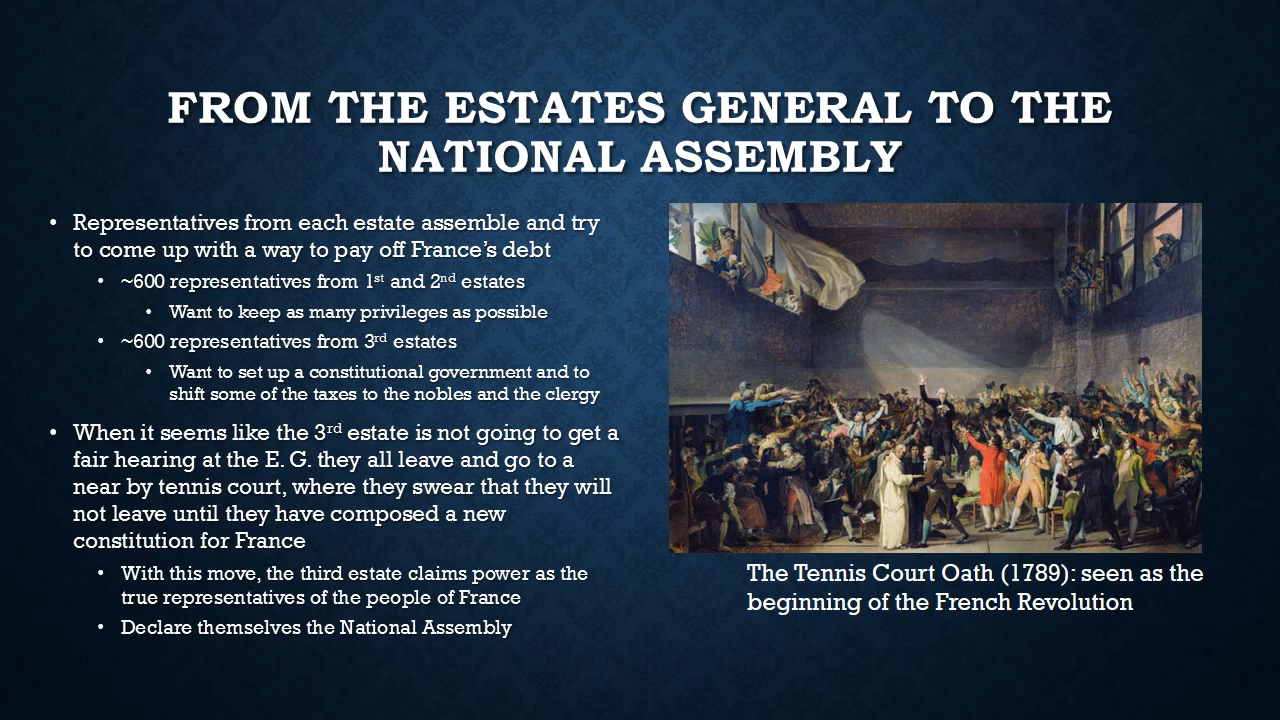 FROM THE ESTATES GENERAL TO THE
NATIONAL ASSEMBLY
• Representatives from each estate assemble and try
to come up with a way to pay off France’s debt
• ~600 representatives from 1st and 2nd estates
• Want to keep as many privileges as possible
• ~600 representatives from 3rd estates
• Want to set up a constitutional government and to
shift some of the taxes to the nobles and the clergy
• When it seems like the 3rd estate is not going to get a
fair hearing at the E. G. they all leave and go to a
near by tennis court, where they swear that they will
not leave until they have composed a new
constitution for France
• With this move, the third estate claims power as the
true representatives of the people of France
• Declare themselves the National Assembly
The Tennis Court Oath (1789): seen as the
beginning of the French Revolution